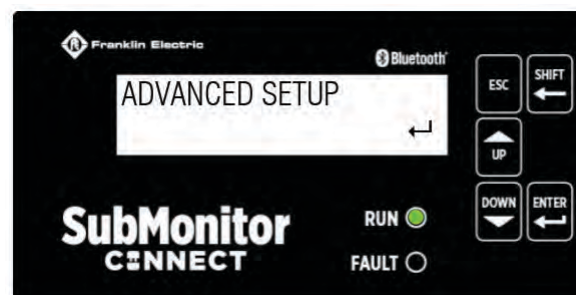 Franklin Electric
Bluetooth
ADVANCED SETUP
ESC
SHIFT
UP
DOWN
ENTER
SubMonitor
CONNECT
RUN
FAULT